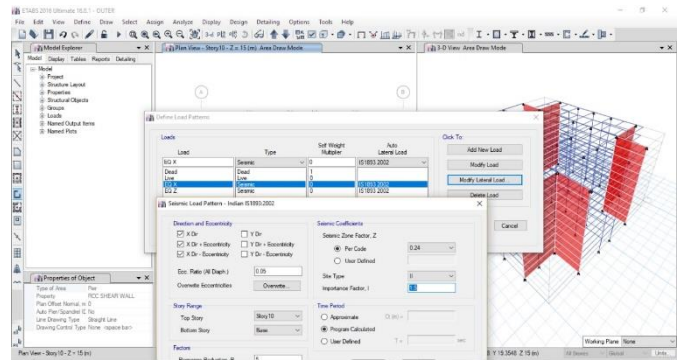 ETABS 2016 Ultimate 16.2.1 - OUTER
File Edit View Define Draw Select Assign Analyze Display Design Detailing Options Tools Help
Model Explorer
Plan View - Story10 - Z = 15 (m) Area Draw Mode
3-D View Area Draw Mode
Model Display Tables Reports Detailing
Model
Project
Structure Layout
Properties
Structural Objects
Groups
Loads
Named Output Items
Named Plots
Define Load Patterns
Loads
Click To:
Load Type Self Weight Multiplier Auto Lateral Load
EQ X Seismic 0 IS1893 2002
Dead Dead 1
Live Live 0
EQ X Seismic 0 IS1893 2002
EQ Z Seismic 0 IS1893 2002
Add New Load
Modify Load
Modify Lateral Load...
Delete Load
Cancel
Seismic Load Pattern - Indian IS1893:2002
Direction and Eccentricity
X Dir Y Dir
X Dir + Eccentricity Y Dir + Eccentricity
X Dir - Eccentricity Y Dir - Eccentricity
Ecc. Ratio (All Diaph.) 0.05
Overwrite Eccentricities Overwrite...
Story Range
Top Story Story10
Bottom Story Base
Factors
Seismic Coefficients
Seismic Zone Factor, Z
Per Code 0.24
User Defined
Site Type II
Importance Factor, I
Time Period
Approximate Ct (m) =
Program Calculated
User Defined T = sec
Properties of Object
Type of Area Pier
Property RCC SHEAR WALL
Plan Offset Normal, m 0
Auto Pier/Spandrel ID No
Line Drawing Type Straight Line
Drawing Control Type None <space bar>
Working Plane None
Plan View - Story10 - Z = 15 (m)
Y 19.3548 Z 15 (m)
Global
Units...